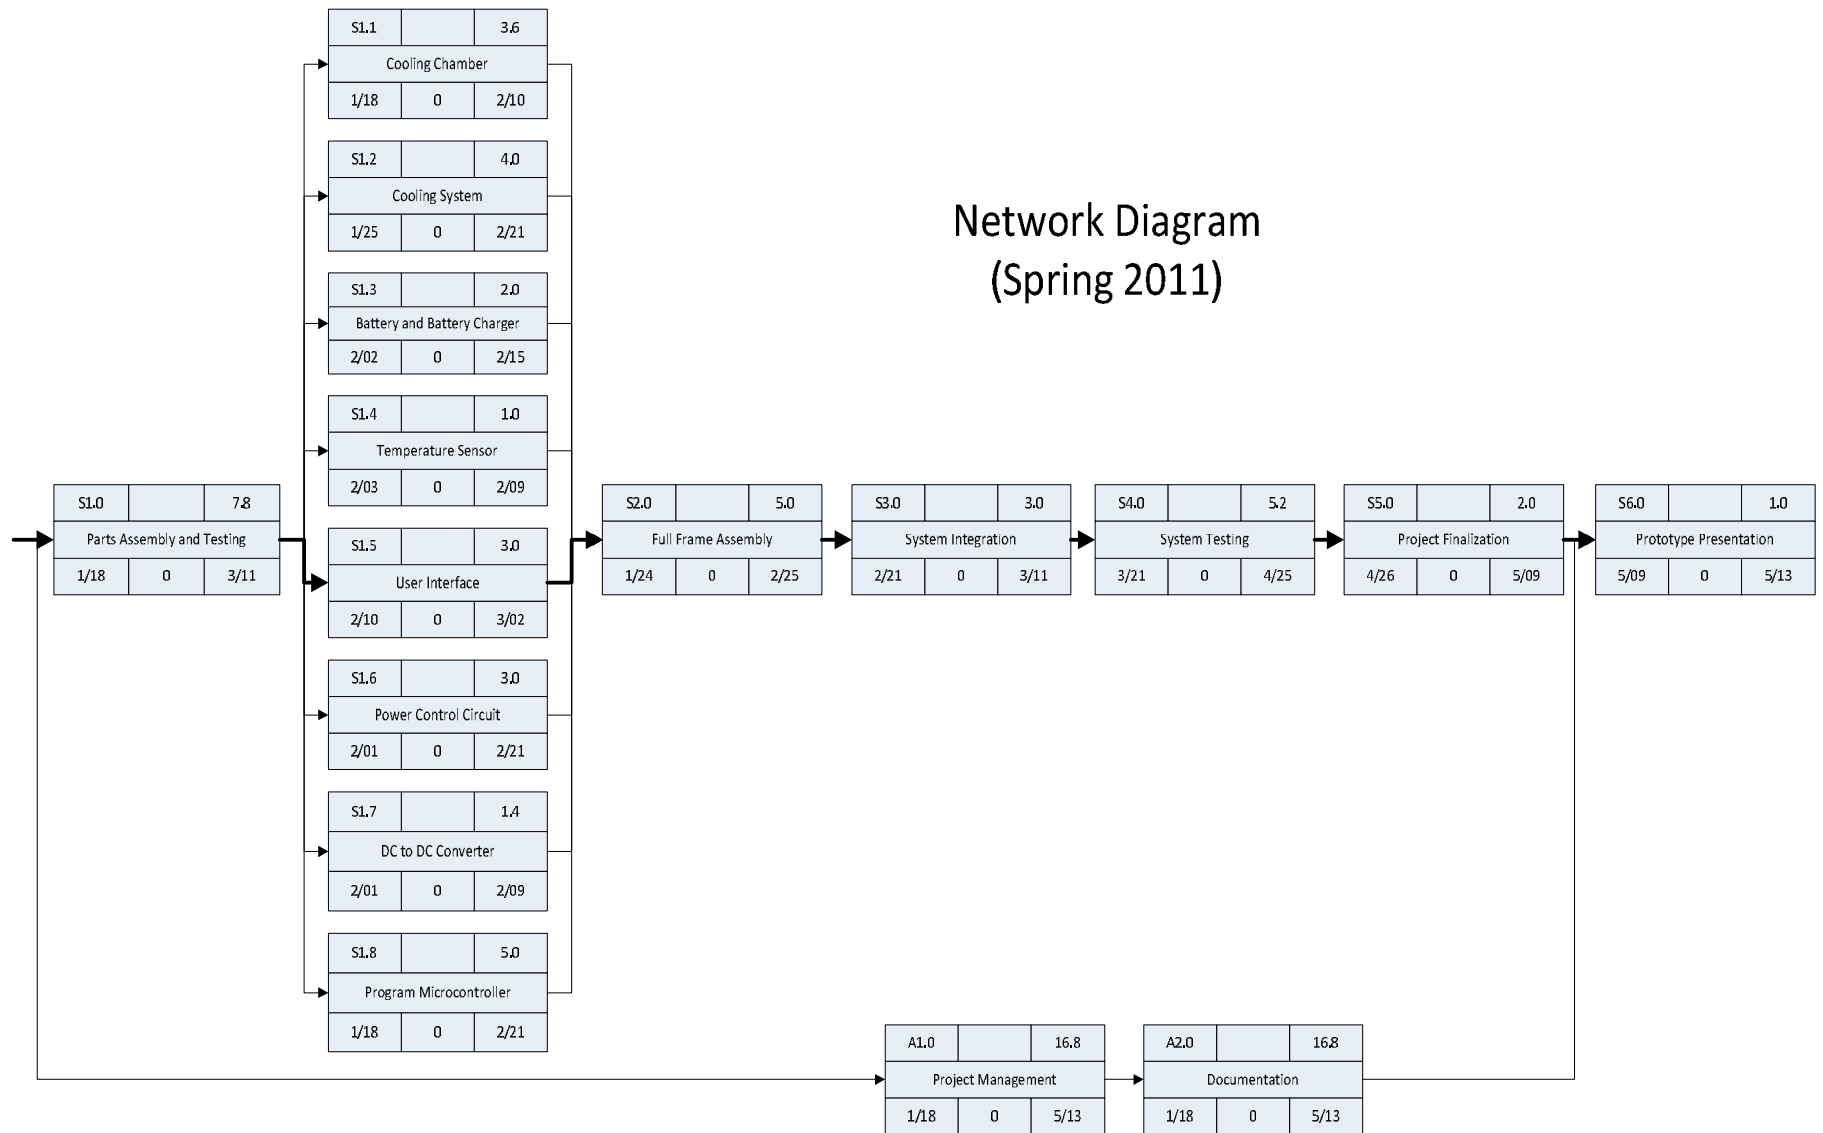 S1.1 3.6
Cooling Chamber
1/18 0 2/10
S1.2 4.0
Cooling System
1/25 0 2/21
Network Diagram
(Spring 2011)
S1.3 2.0
Battery and Battery Charger
2/02 0 2/15
S1.4 1.0
Temperature Sensor
2/03 0 2/09
S1.0 7.8
Parts Assembly and Testing
1/18 0 3/11
S1.5 3.0
User Interface
2/10 0 3/02
S2.0 5.0
Full Frame Assembly
1/24 0 2/25
S3.0 3.0
System Integration
2/21 0 3/11
S4.0 5.2
System Testing
3/21 0 4/25
S5.0 2.0
Project Finalization
4/26 0 5/09
S6.0 1.0
Prototype Presentation
5/09 0 5/13
S1.6 3.0
Power Control Circuit
2/01 0 2/21
S1.7 1.4
DC to DC Converter
2/01 0 2/09
S1.8 5.0
Program Microcontroller
1/18 0 2/21
A1.0 16.8
Project Management
1/18 0 5/13
A2.0 16.8
Documentation
1/18 0 5/13